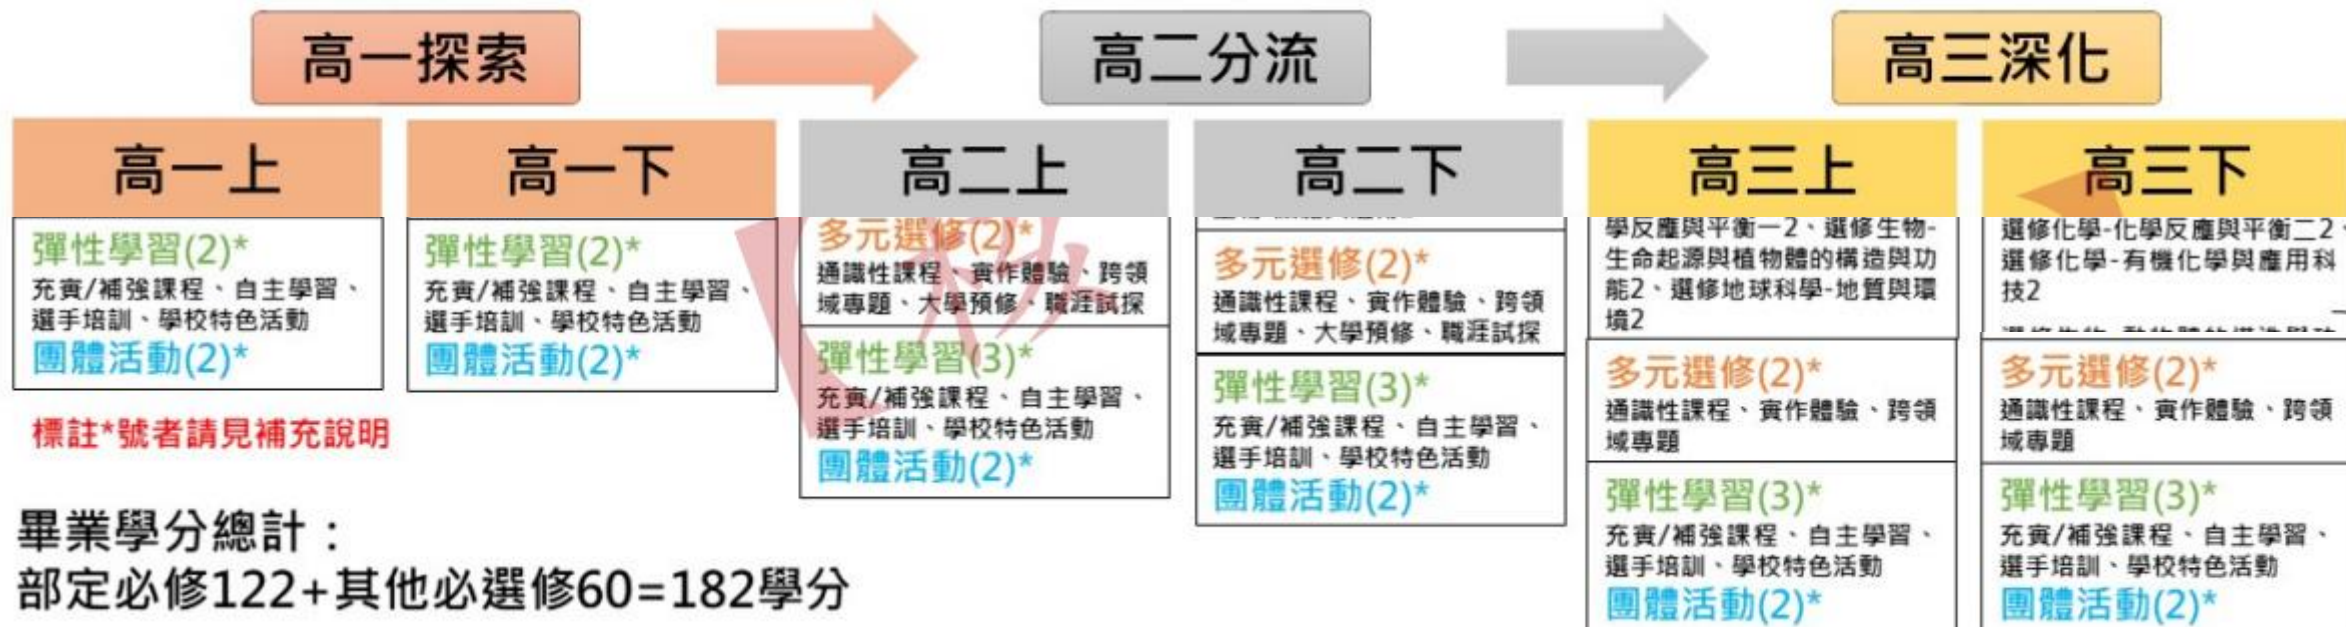 高一探索
高二分流
高三深化
高一上
高一下
高二上
高二下
高三上
高三下
彈性學習(2)*
充實/補強課程、自主學習、
選手培訓、學校特色活動
團體活動(2)*
彈性學習(2)*
充實/補強課程、自主學習、
選手培訓、學校特色活動
團體活動(2)*
多元選修(2)*
通識性課程、實作體驗、跨領
域專題、大學預修、職涯試探
彈性學習(3)*
充實/補強課程、自主學習、
選手培訓、學校特色活動
團體活動(2)*
多元選修(2)*
通識性課程、實作體驗、跨領
域專題、大學預修、職涯試探
彈性學習(3)*
充實/補強課程、自主學習、
選手培訓、學校特色活動
團體活動(2)*
學反應與平衡一2、選修生物-
生命起源與植物體的構造與功
能2、選修地球科學-地質與環
境2
多元選修(2)*
通識性課程、實作體驗、跨領
域專題
彈性學習(3)*
充實/補強課程、自主學習、
選手培訓、學校特色活動
團體活動(2)*
選修化學-化學反應與平衡二2、
選修化學-有機化學與應用科
技2
多元選修(2)*
通識性課程、實作體驗、跨領
域專題
彈性學習(3)*
充實/補強課程、自主學習、
選手培訓、學校特色活動
團體活動(2)*
標註*號者請見補充說明
畢業學分總計：
部定必修122+其他必選修60=182學分